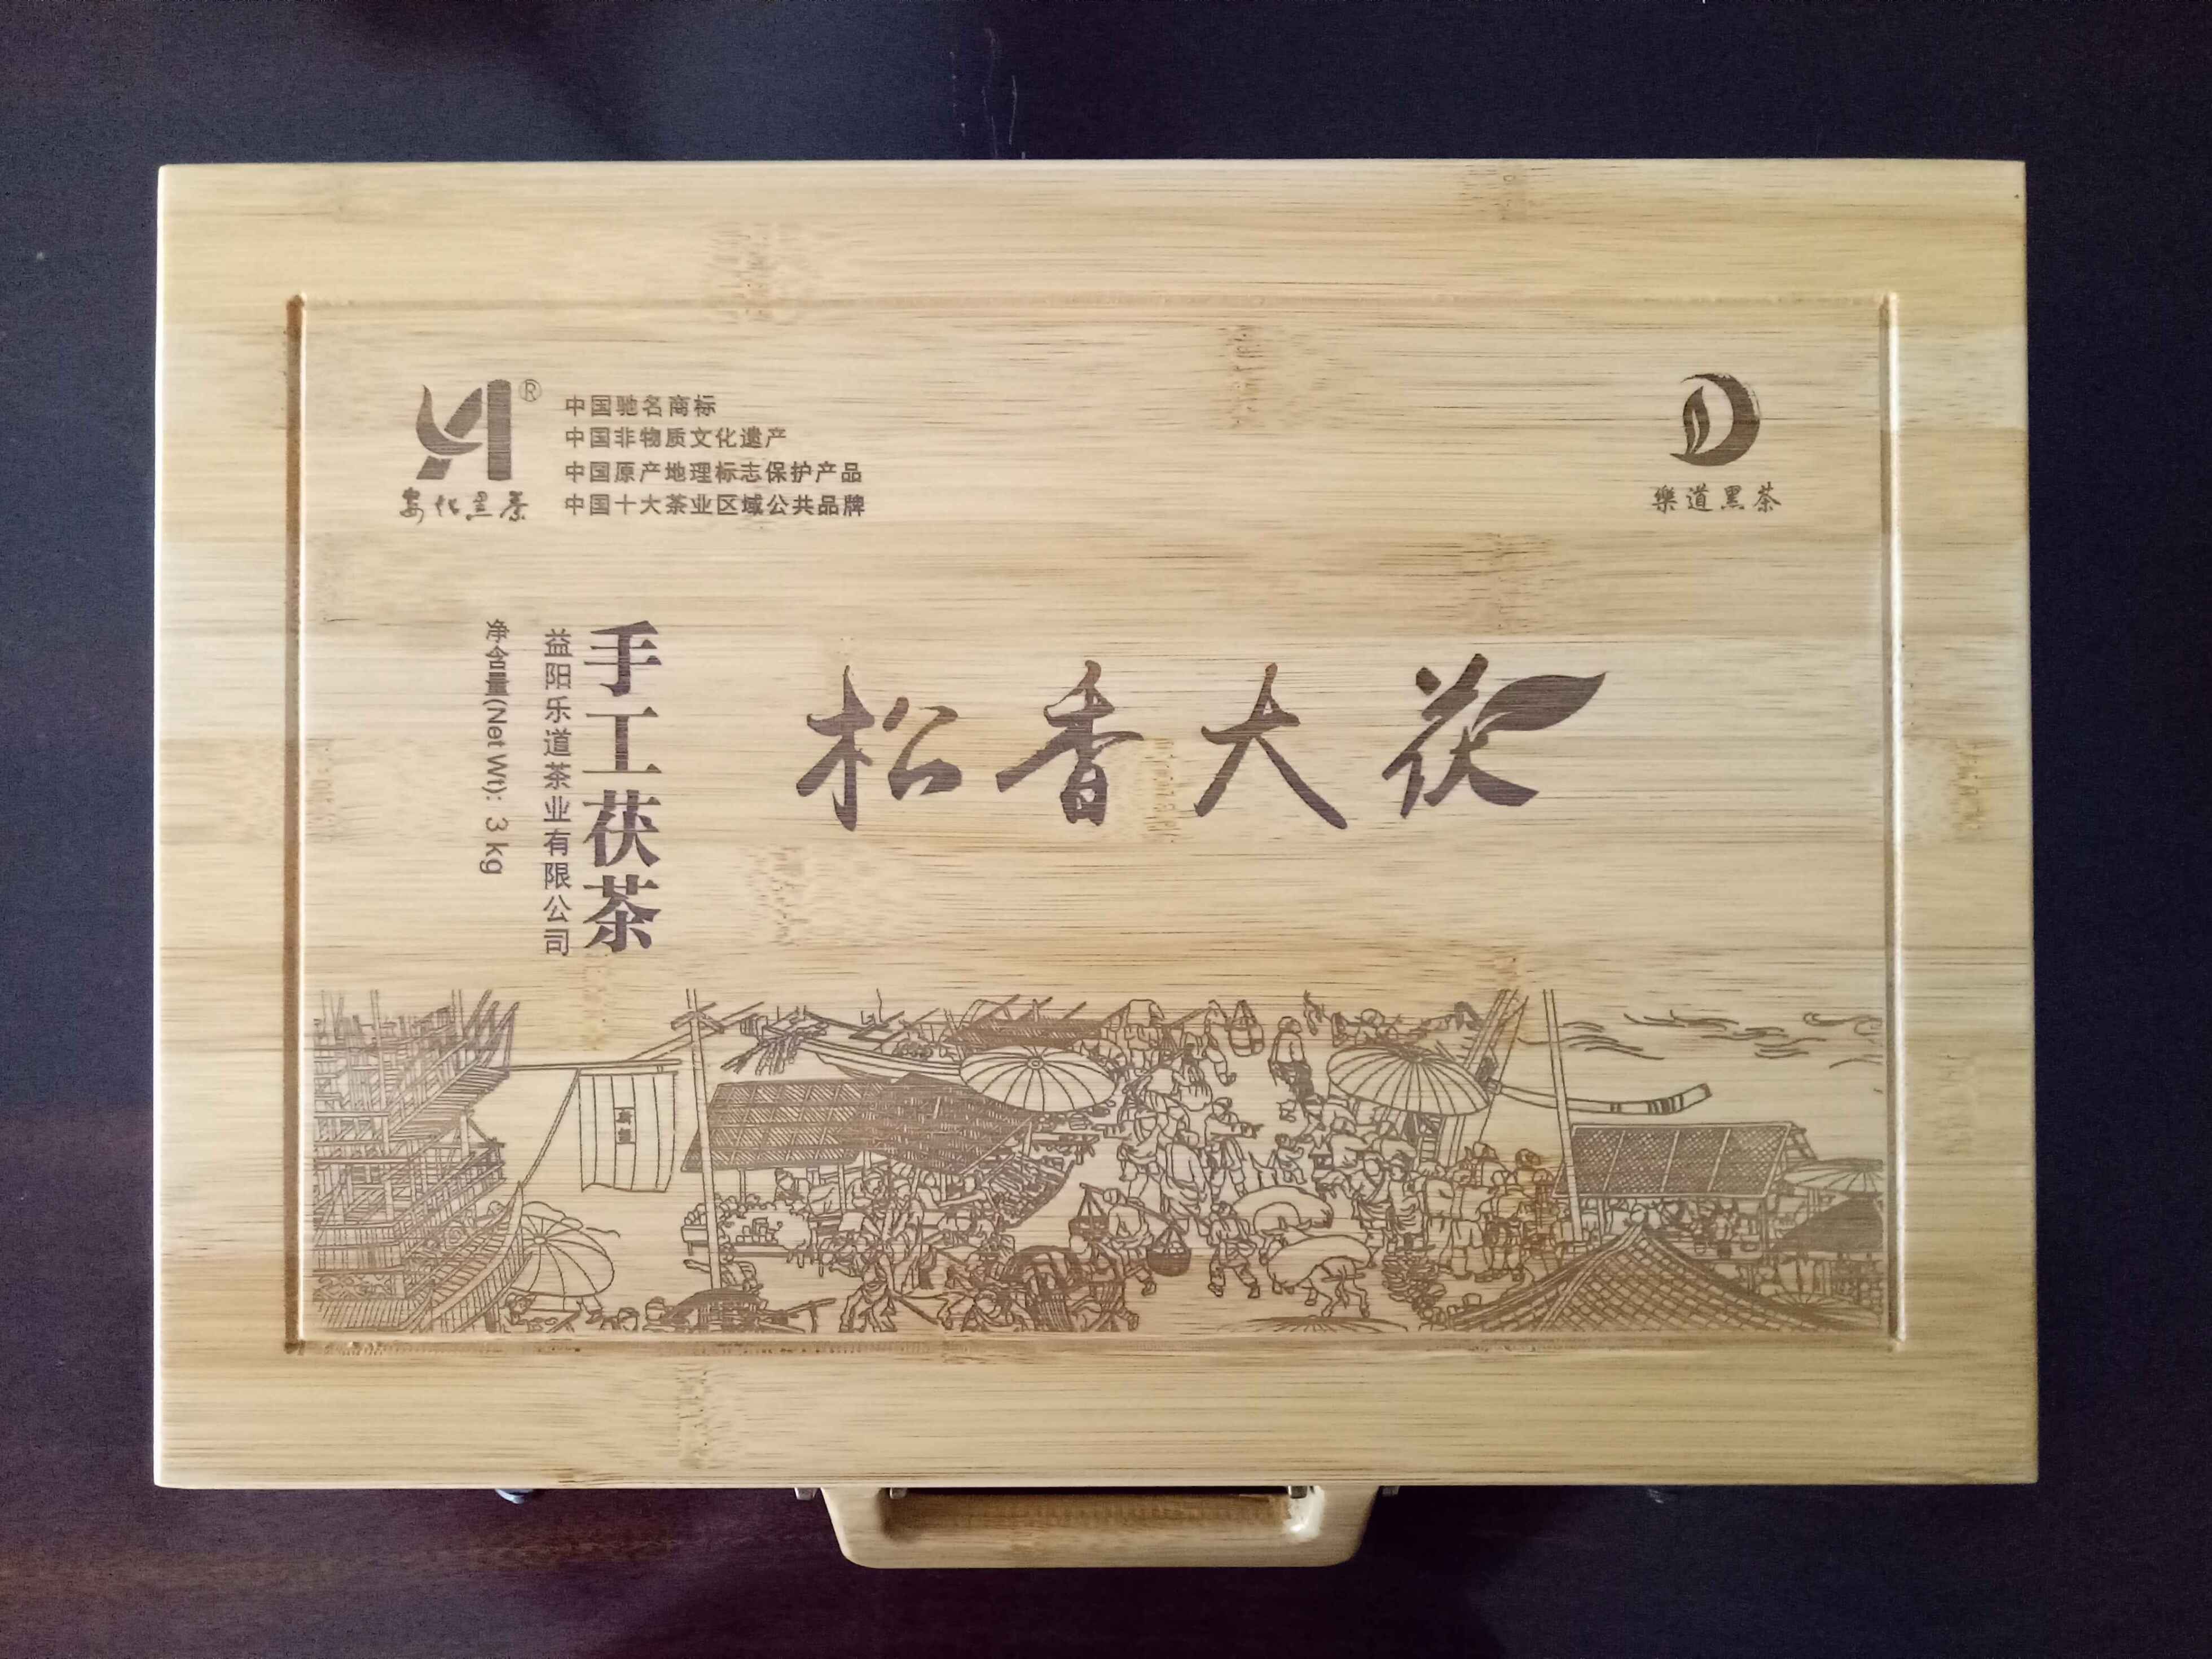 ®
安化黑茶
中国驰名商标
中国非物质文化遗产
中国原产地理标志保护产品
中国十大茶业区域公共品牌
樂道黑茶
松香大茯
手工茯茶
益阳乐道茶业有限公司
净含量(Net Wt): 3 kg